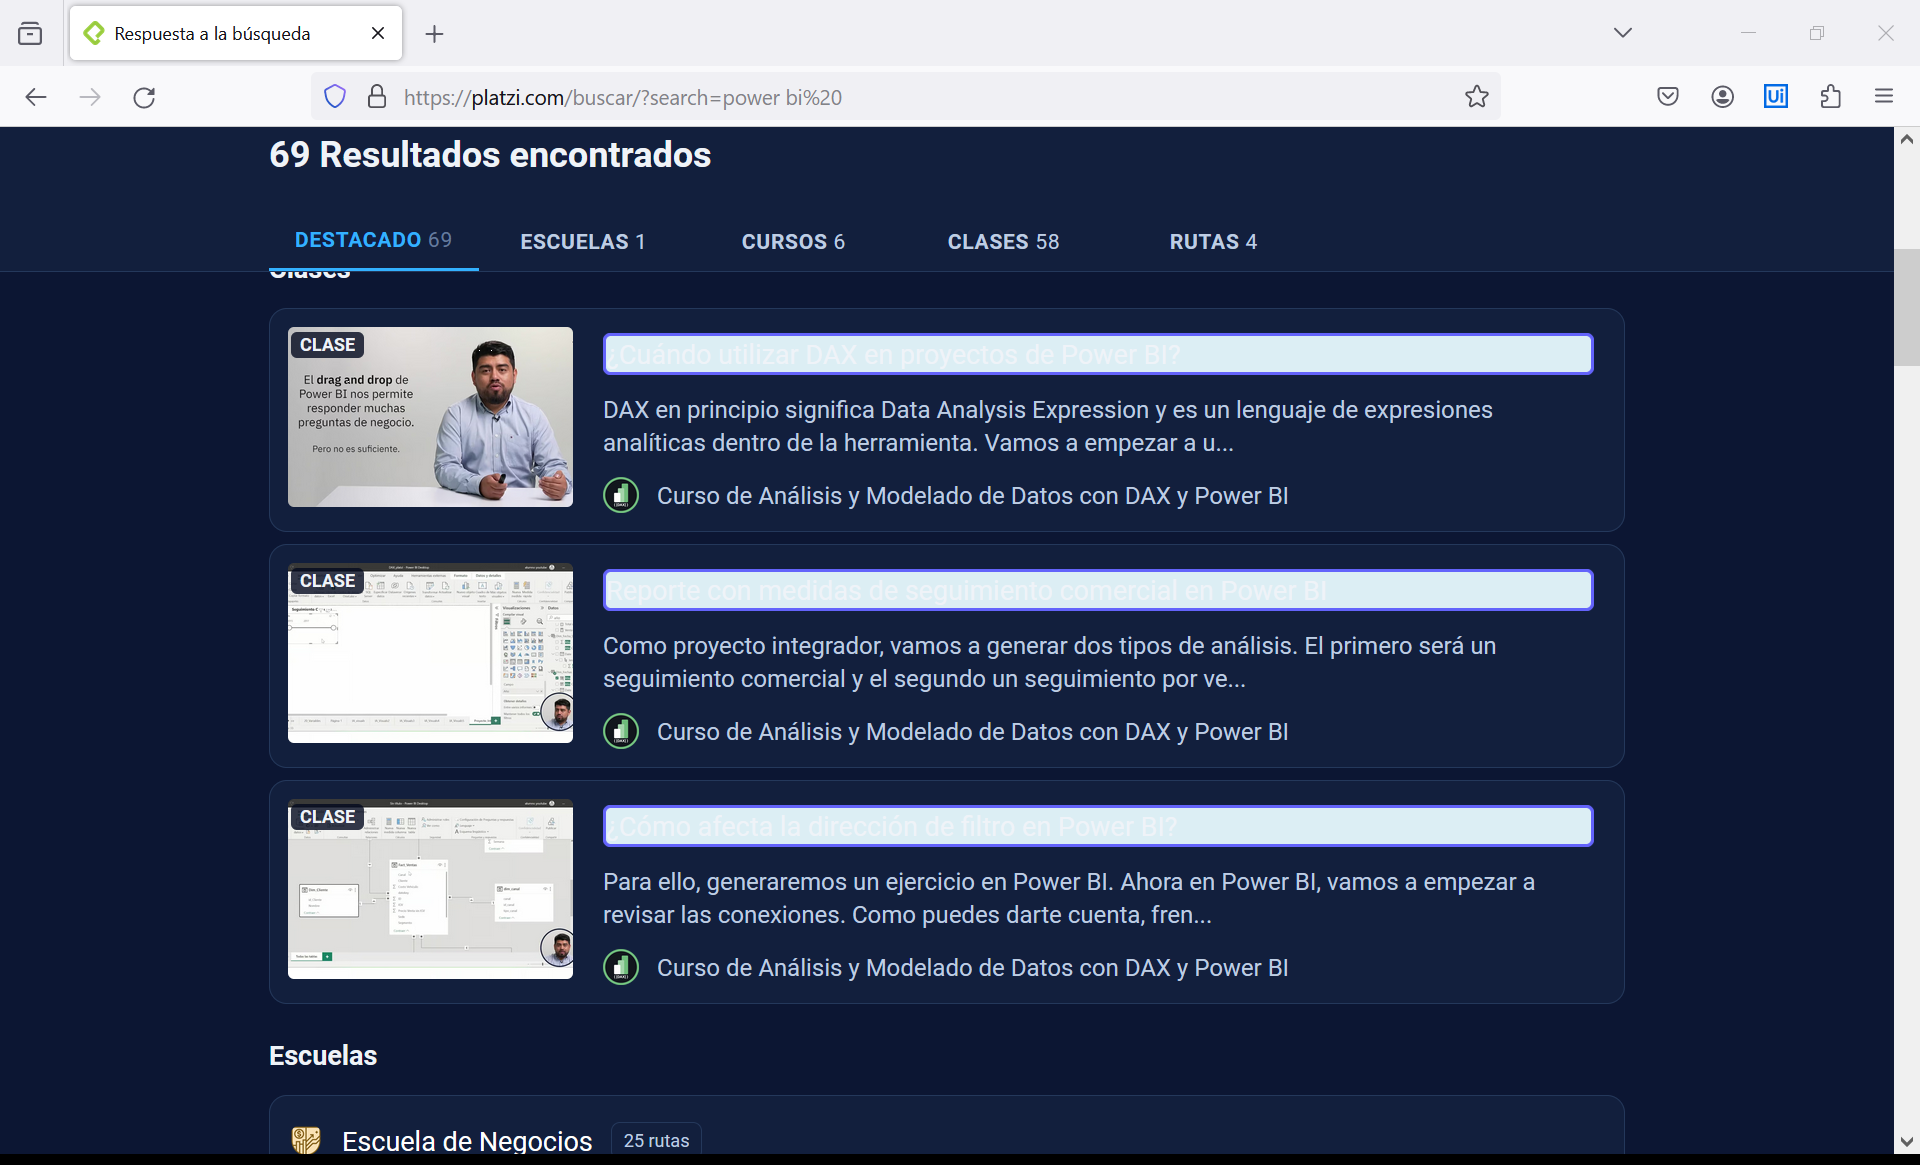 Respuesta a la búsqueda
https://platzi.com/buscar/?search=power bi%20
Ui
69 Resultados encontrados
DESTACADO 69
ESCUELAS 1
CURSOS 6
CLASES 58
RUTAS 4
Clases
CLASE
El drag and drop de
Power BI nos permite
responder muchas
preguntas de negocio.
Pero no es suficiente.
¿Cuándo utilizar DAX en proyectos de Power BI?
DAX en principio significa Data Analysis Expression y es un lenguaje de expresiones
analíticas dentro de la herramienta. Vamos a empezar a u...
Curso de Análisis y Modelado de Datos con DAX y Power BI
CLASE
Reporte con medidas de seguimiento comercial en Power BI
Como proyecto integrador, vamos a generar dos tipos de análisis. El primero será un
seguimiento comercial y el segundo un seguimiento por ve...
Curso de Análisis y Modelado de Datos con DAX y Power BI
CLASE
¿Cómo afecta la dirección de filtro en Power BI?
Para ello, generaremos un ejercicio en Power BI. Ahora en Power BI, vamos a empezar a
revisar las conexiones. Como puedes darte cuenta, fren...
Curso de Análisis y Modelado de Datos con DAX y Power BI
Escuelas
Escuela de Negocios
25 rutas